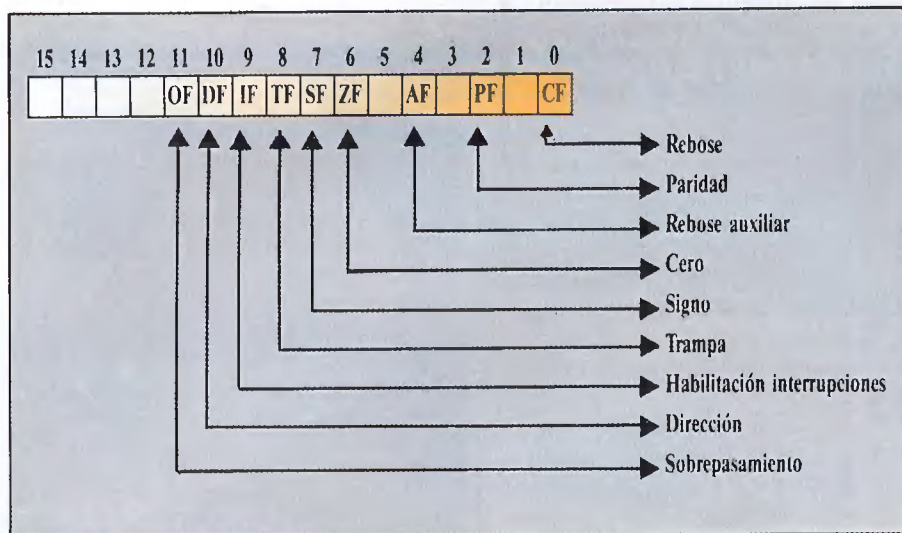 15 14 13 12 11 10 9 8 7 6 5 4 3 2 1 0
OF DF IF TF SF ZF AF PF CF
Rebose
Paridad
Rebose auxiliar
Cero
Signo
Trampa
Habilitación interrupciones
Dirección
Sobrepasamiento